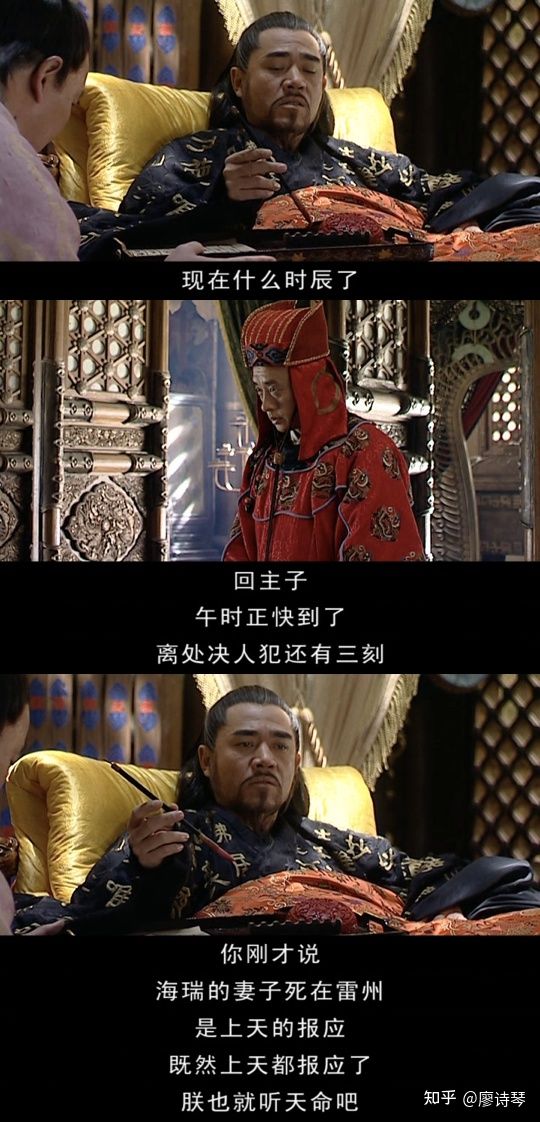 现在什么时辰了
回主子
午时正快到了
离处决人犯还有三刻
你刚才说
海瑞的妻子死在雷州
是上天的报应
既然上天都报应了
朕也就听天命吧
知乎 @廖诗琴